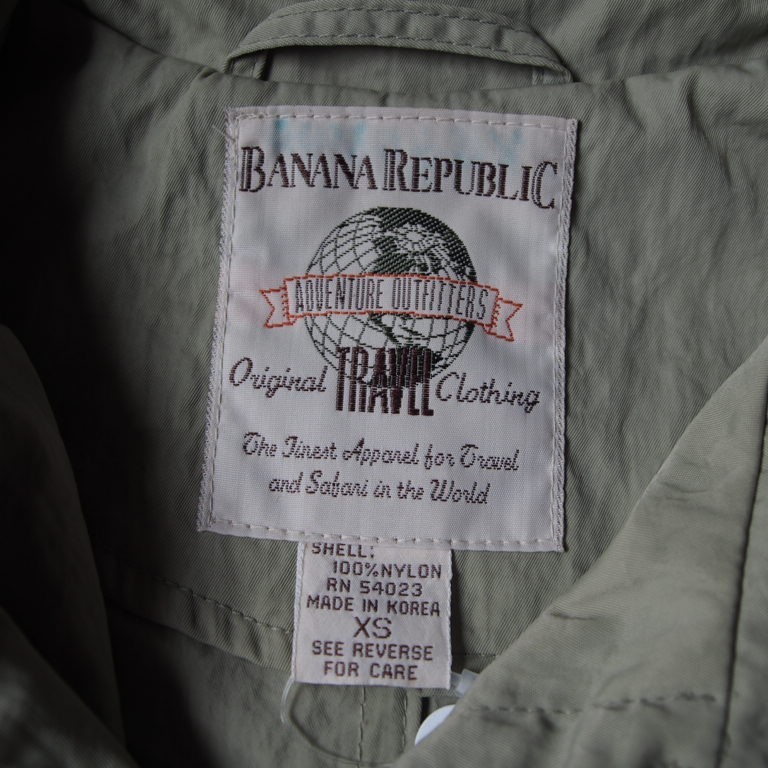 BANANA REPUBLIC
ADVENTURE OUTFITTERS
Original TRAVEL Clothing
The Finest Apparel for Travel
and Safari in the World
SHELL:
100% NYLON
RN 54023
MADE IN KOREA
XS
SEE REVERSE
FOR CARE